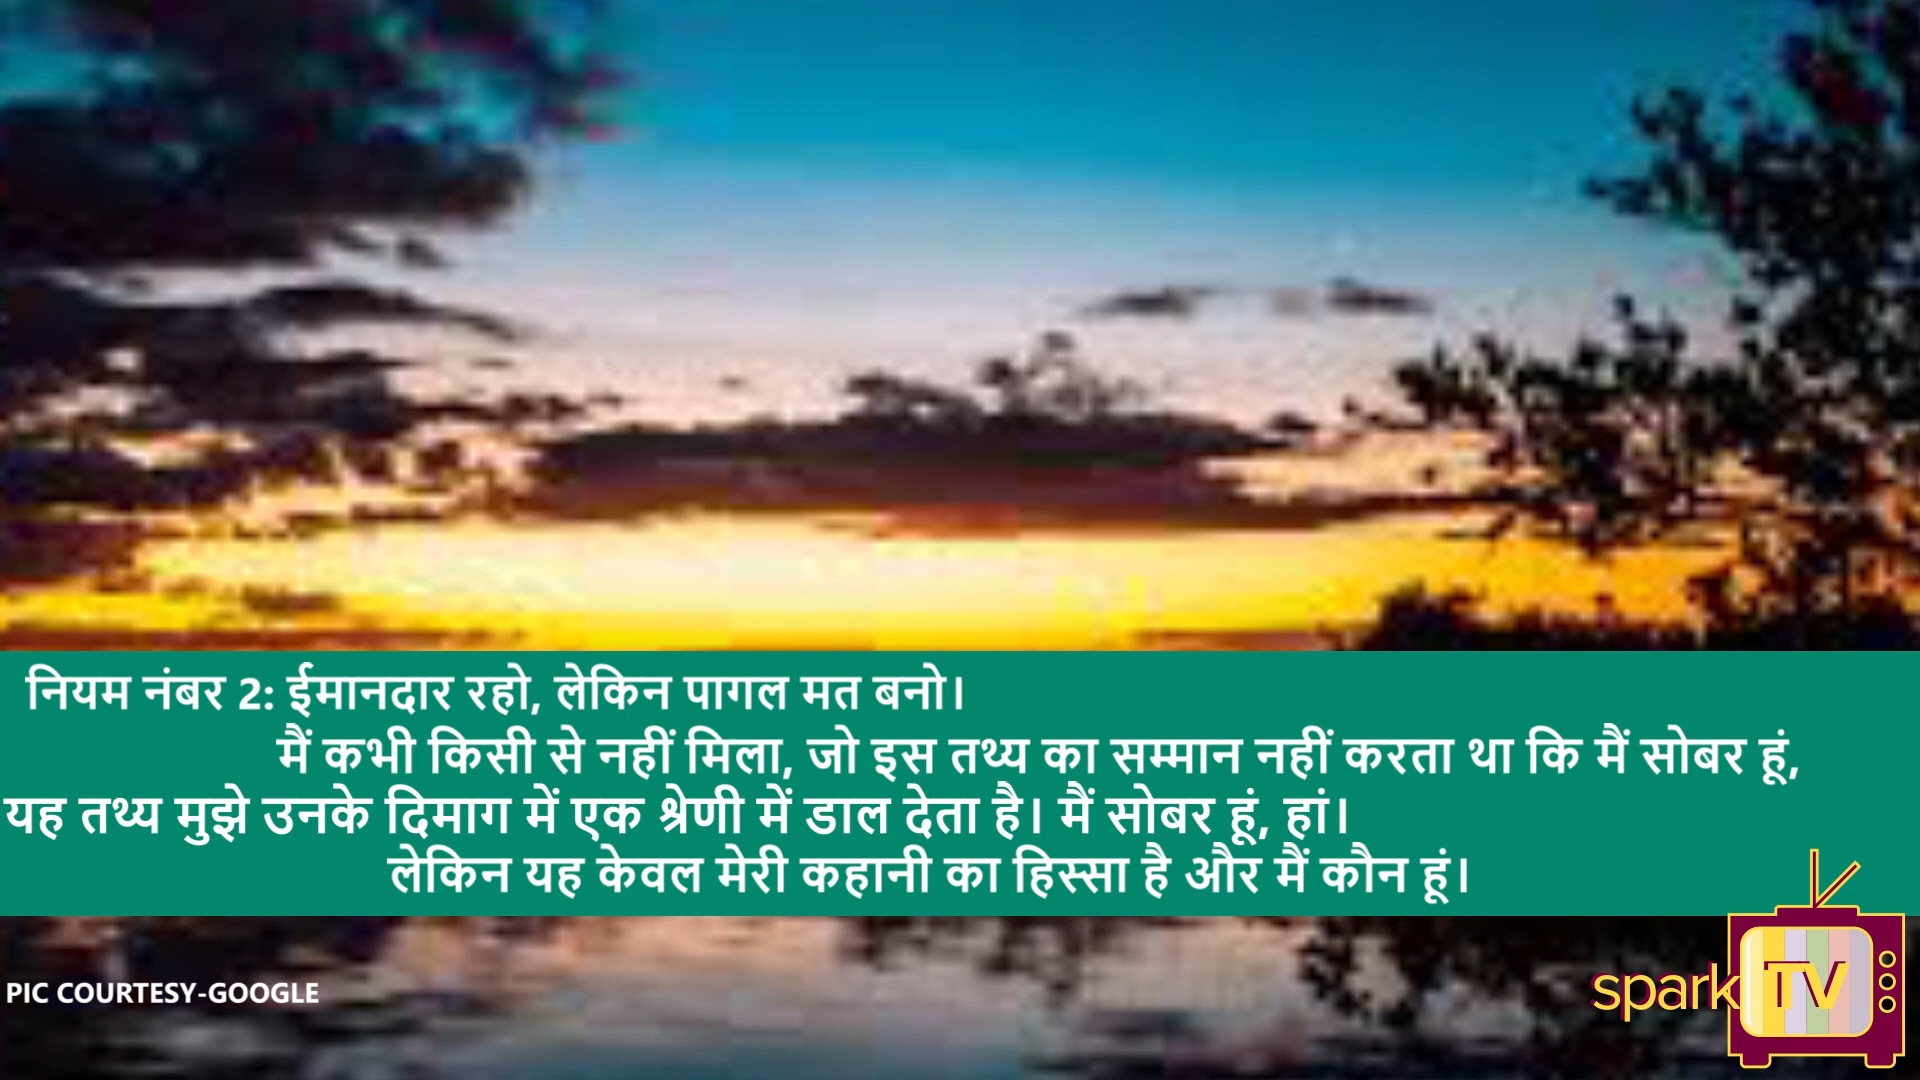 नियम नंबर 2: ईमानदार रहो, लेकिन पागल मत बनो।
मैं कभी किसी से नहीं मिला, जो इस तथ्य का सम्मान नहीं करता था कि मैं सोबर हूं,
यह तथ्य मुझे उनके दिमाग में एक श्रेणी में डाल देता है। मैं सोबर हूं, हां।
लेकिन यह केवल मेरी कहानी का हिस्सा है और मैं कौन हूं।
PIC COURTESY-GOOGLE
spark TV